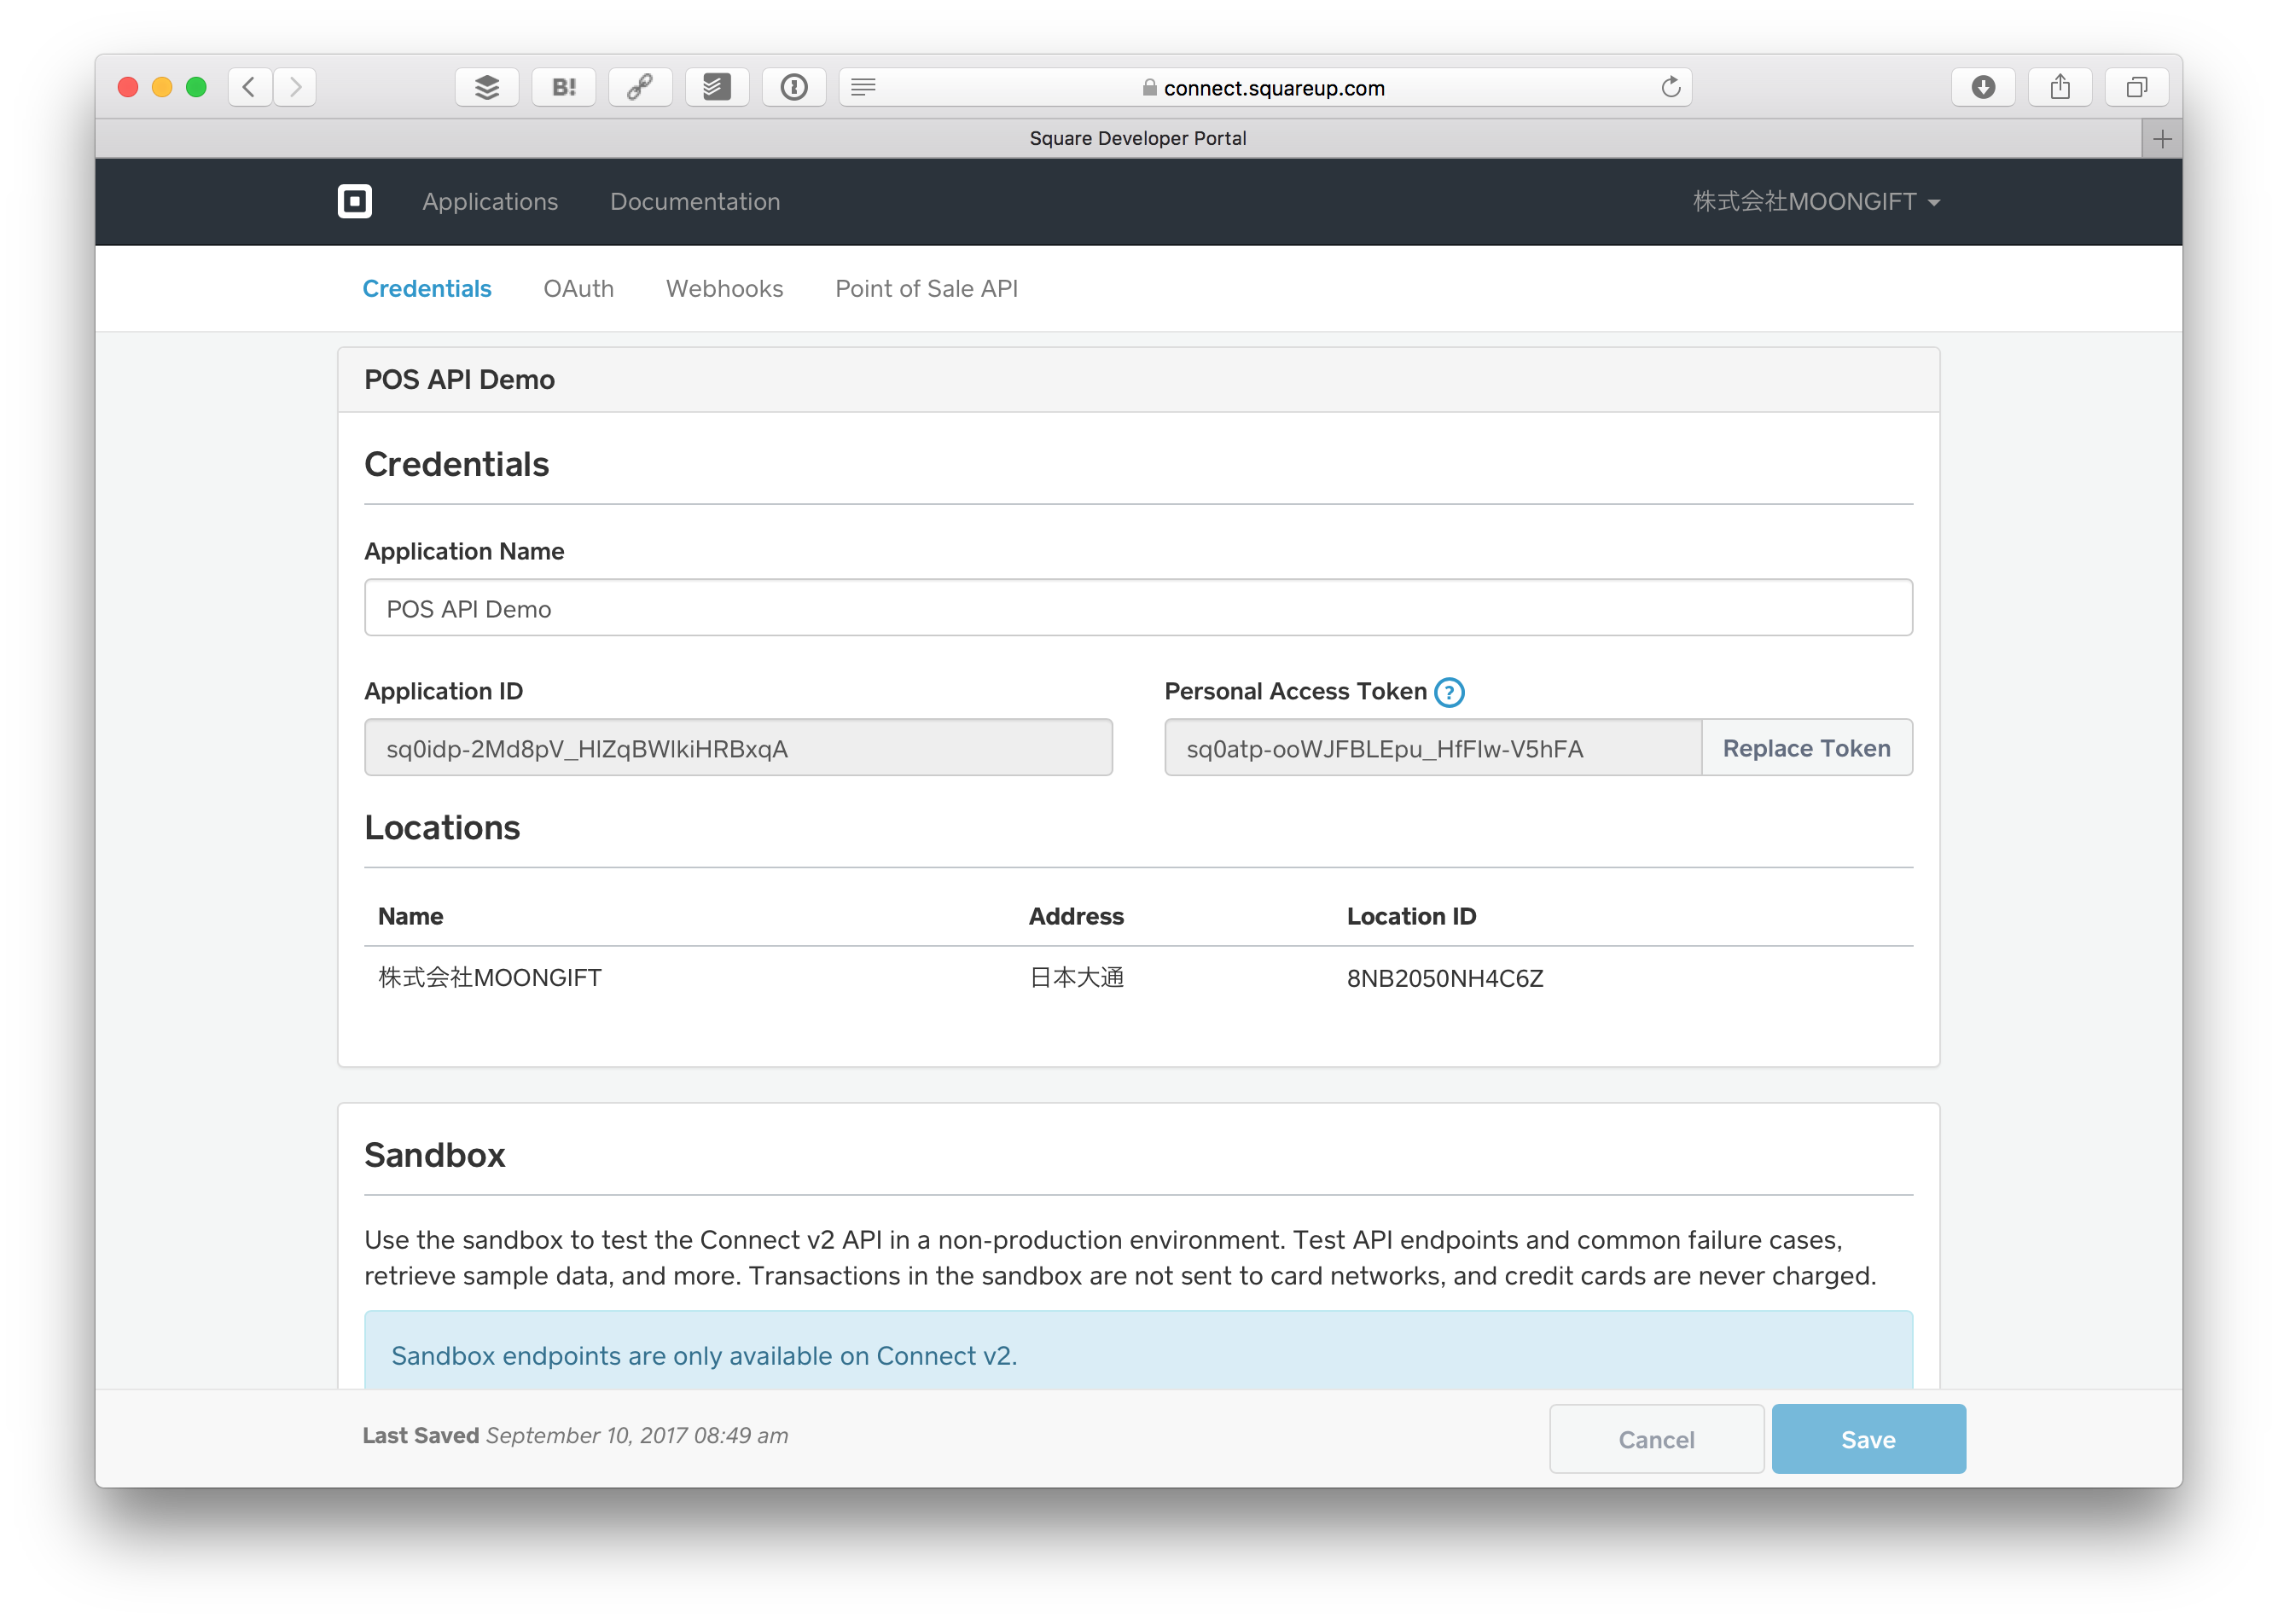 B!
connect.squareup.com
Square Developer Portal
Applications Documentation 株式会社MOONGIFT
Credentials OAuth Webhooks Point of Sale API
POS API Demo
Credentials
Application Name
POS API Demo
Application ID Personal Access Token ?
sq0idp-2Md8pV_HlZqBWlkiHRBxqA sq0atp-ooWJFBLEpu_HfFIw-V5hFA Replace Token
Locations
Name Address Location ID
株式会社MOONGIFT 日本大通 8NB2050NH4C6Z
Sandbox
Use the sandbox to test the Connect v2 API in a non-production environment. Test API endpoints and common failure cases,
retrieve sample data, and more. Transactions in the sandbox are not sent to card networks, and credit cards are never charged.
Sandbox endpoints are only available on Connect v2.
Last Saved September 10, 2017 08:49 am Cancel Save